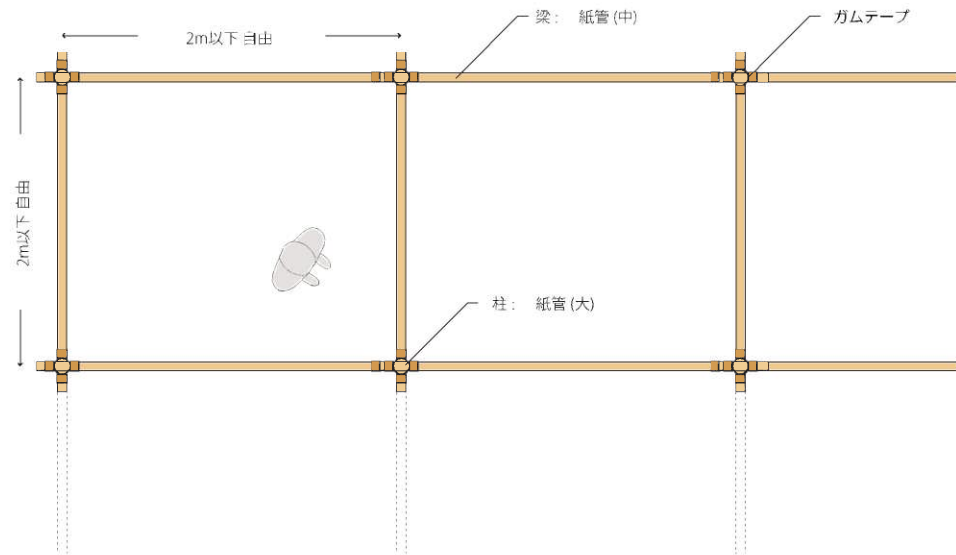 梁： 紙管 (中)
ガムテープ
2m以下 自由
2m以下 自由
柱： 紙管 (大)